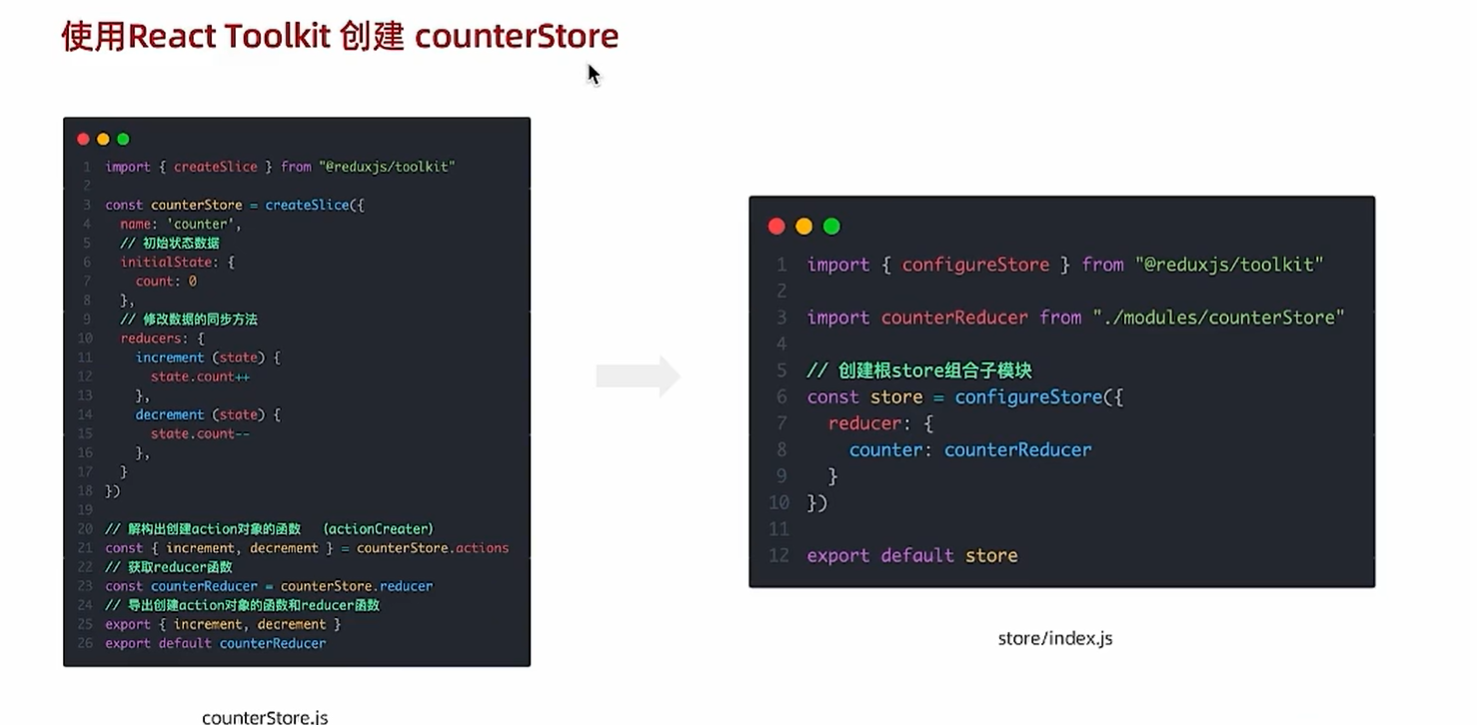 使用React Toolkit 创建 counterStore
1 import { createSlice } from "@reduxjs/toolkit"
2
3 const counterStore = createSlice({
4   name: 'counter',
5   // 初始状态数据
6   initialState: {
7     count: 0
8   },
9   // 修改数据的同步方法
10   reducers: {
11     increment (state) {
12       state.count++
13     },
14     decrement (state) {
15       state.count--
16     },
17   }
18 })
19
20 // 解构出创建action对象的函数 （actionCreater）
21 const { increment, decrement } = counterStore.actions
22 // 获取reducer函数
23 const counterReducer = counterStore.reducer
24 // 导出创建action对象的函数和reducer函数
25 export { increment, decrement }
26 export default counterReducer
counterStore.js
1 import { configureStore } from "@reduxjs/toolkit"
2
3 import counterReducer from "./modules/counterStore"
4
5 // 创建根store组合子模块
6 const store = configureStore({
7   reducer: {
8     counter: counterReducer
9   }
10 })
11
12 export default store
store/index.js